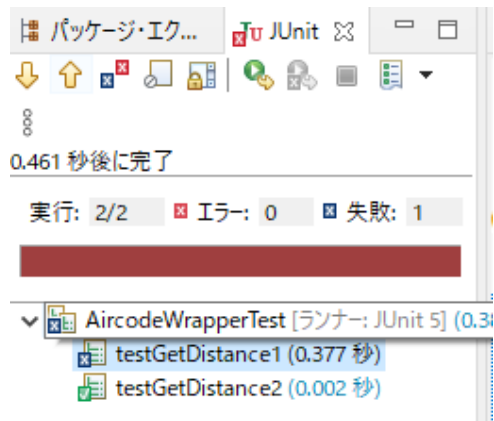 パッケージ・エク... JUnit
0.461 秒後に完了
実行: 2/2 エラー: 0 失敗: 1
AircodeWrapperTest [ランナー: JUnit 5] (0.38
testGetDistance1 (0.377 秒)
testGetDistance2 (0.002 秒)